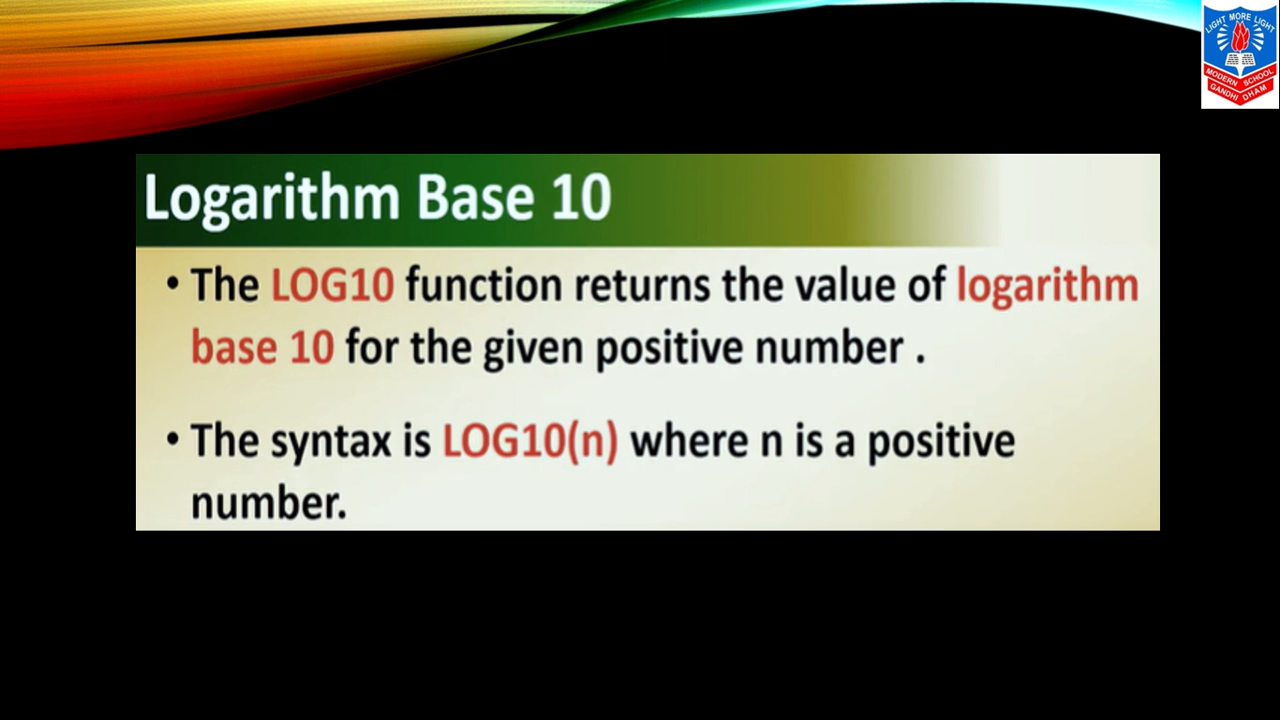 LIGHT MORE LIGHT
MODERN SCHOOL
GANDHI DHAM
Logarithm Base 10
• The LOG10 function returns the value of logarithm
base 10 for the given positive number .
• The syntax is LOG10(n) where n is a positive
number.